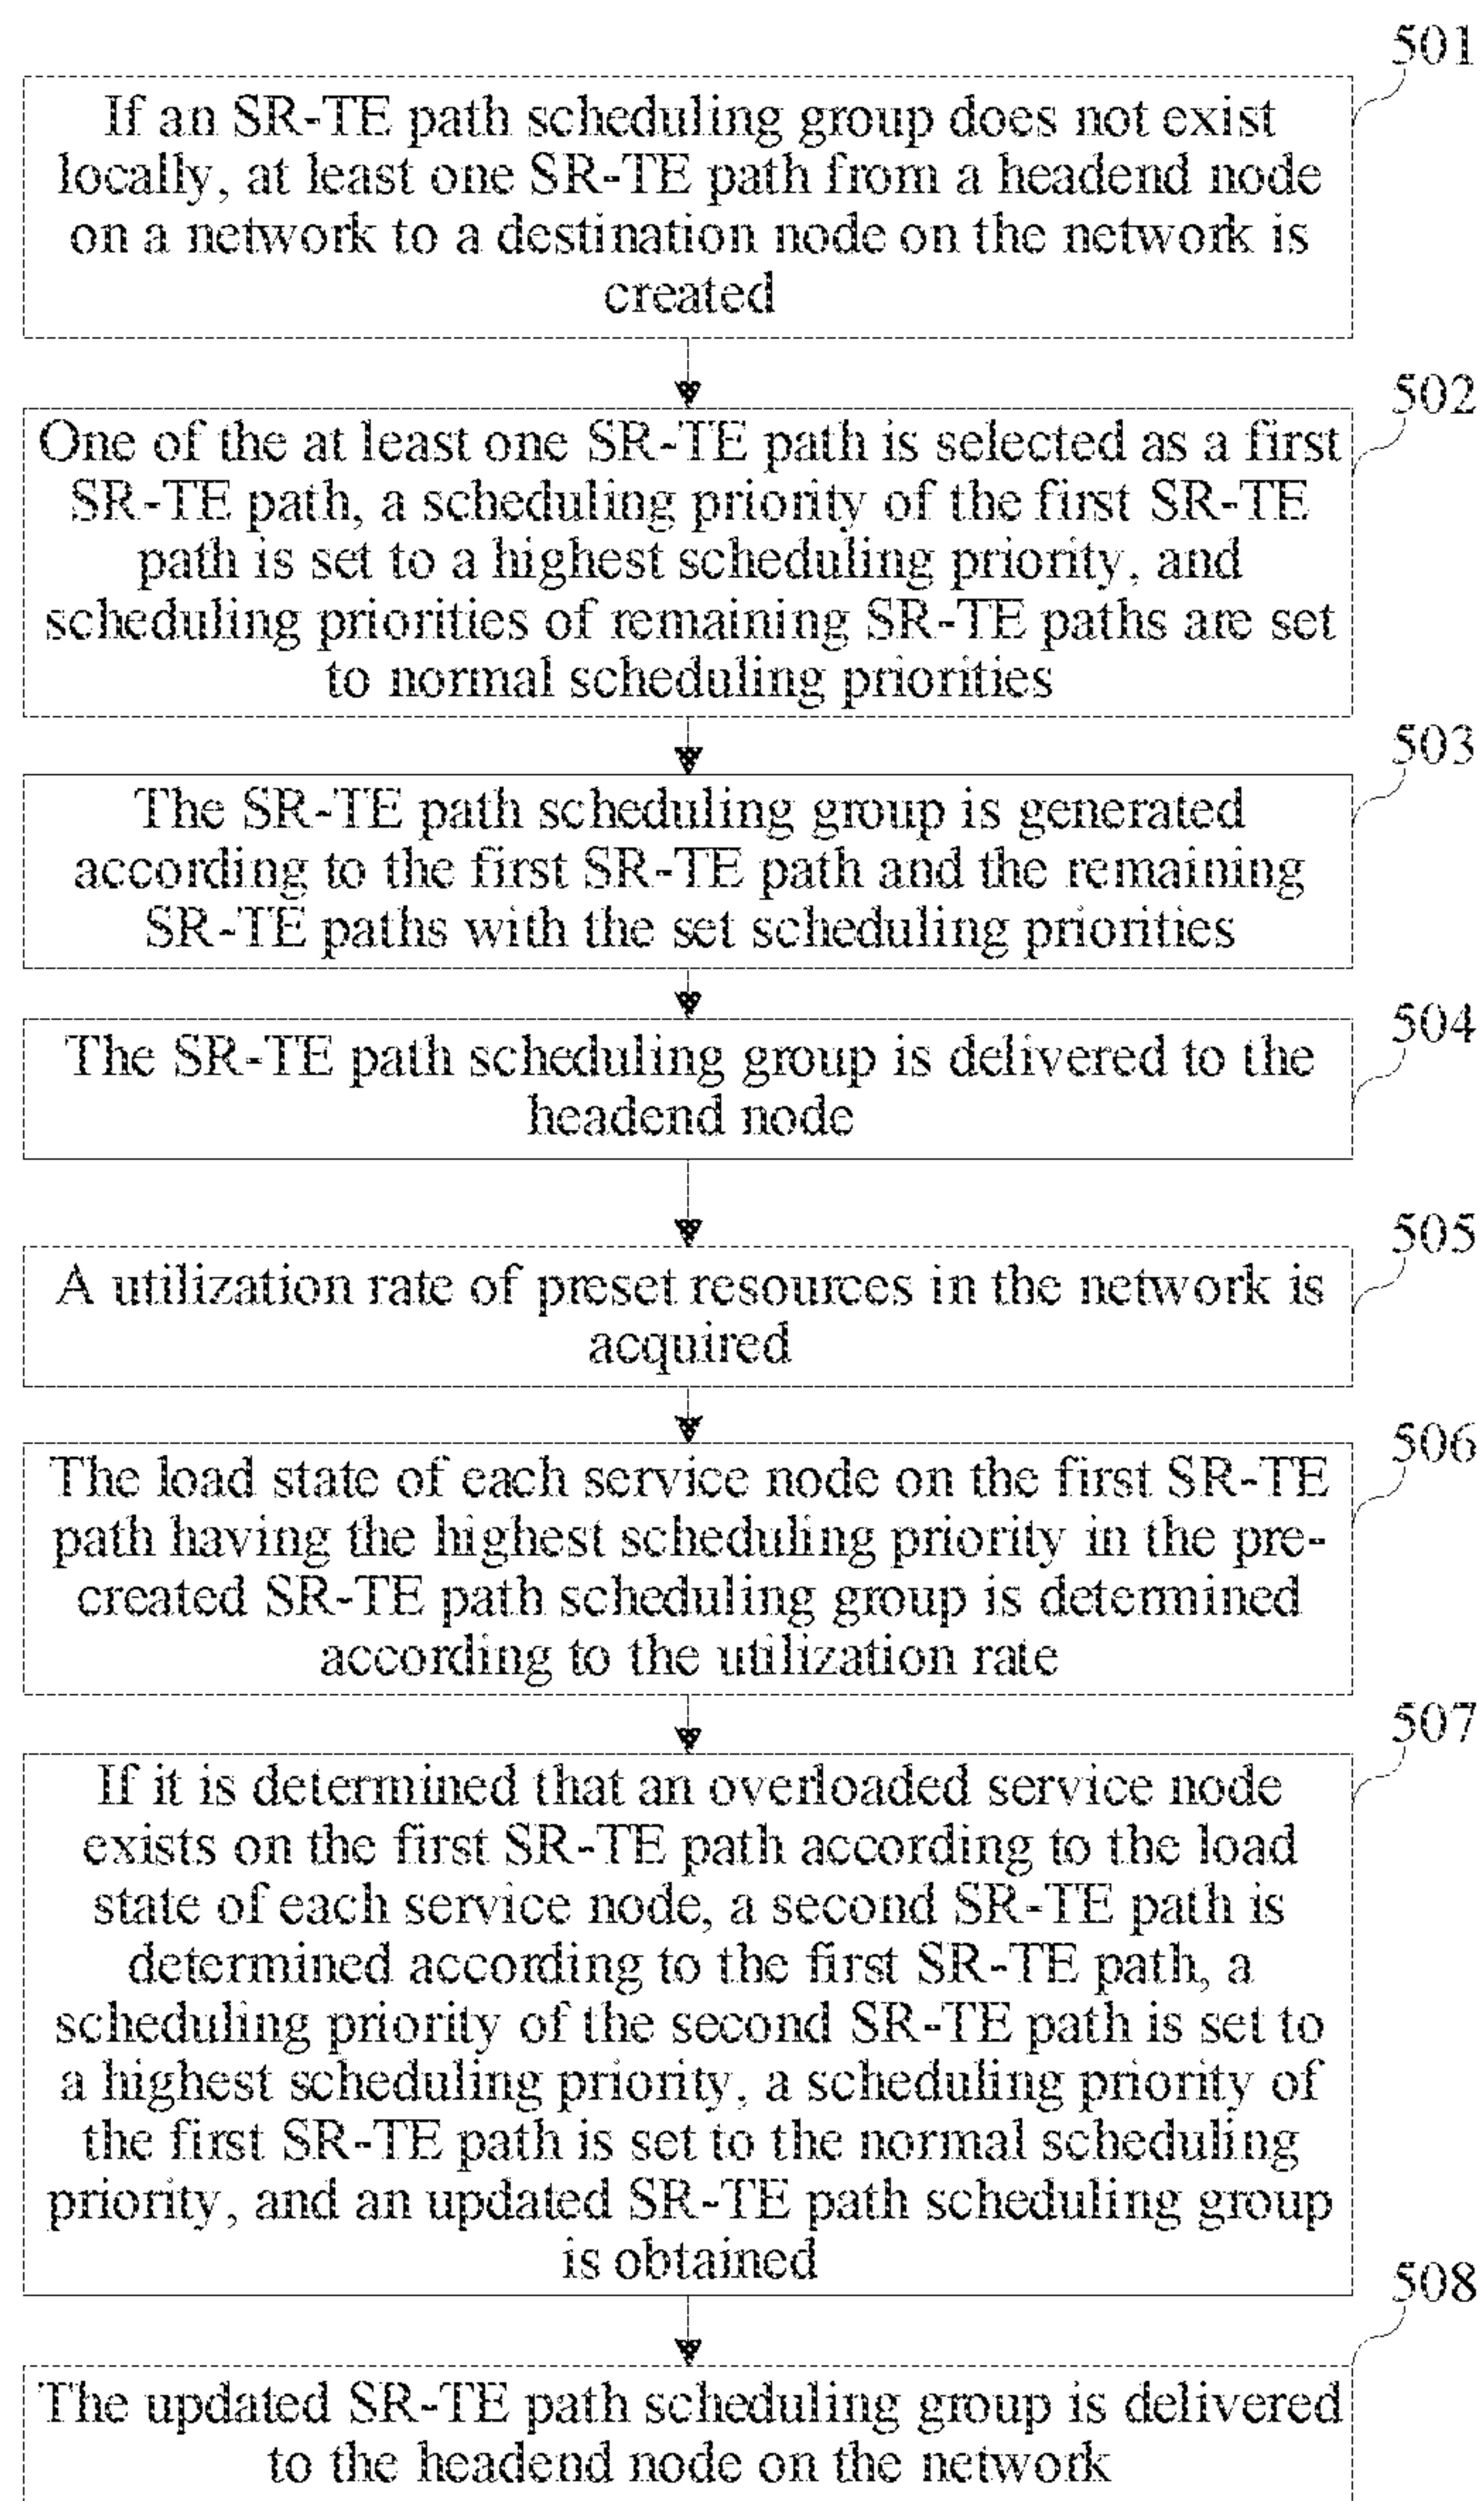 501
If an SR-TE path scheduling group does not exist
locally, at least one SR-TE path from a headend node
on a network to a destination node on the network is
created
502
One of the at least one SR-TE path is selected as a first
SR-TE path, a scheduling priority of the first SR-TE
path is set to a highest scheduling priority, and
scheduling priorities of remaining SR-TE paths are set
to normal scheduling priorities
503
The SR-TE path scheduling group is generated
according to the first SR-TE path and the remaining
SR-TE paths with the set scheduling priorities
504
The SR-TE path scheduling group is delivered to the
headend node
505
A utilization rate of preset resources in the network is
acquired
506
The load state of each service node on the first SR-TE
path having the highest scheduling priority in the pre-
created SR-TE path scheduling group is determined
according to the utilization rate
507
If it is determined that an overloaded service node
exists on the first SR-TE path according to the load
state of each service node, a second SR-TE path is
determined according to the first SR-TE path, a
scheduling priority of the second SR-TE path is set to
a highest scheduling priority, a scheduling priority of
the first SR-TE path is set to the normal scheduling
priority, and an updated SR-TE path scheduling group
is obtained
508
The updated SR-TE path scheduling group is delivered
to the headend node on the network